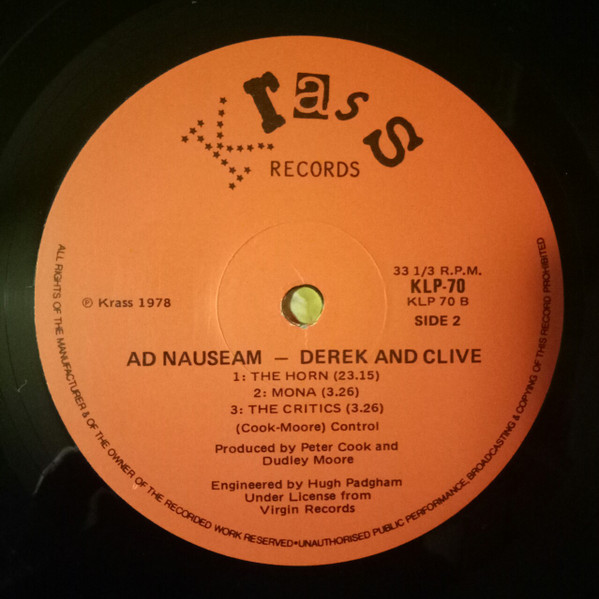 Krass
RECORDS
33 1/3 R.P.M.
KLP-70
KLP 70 B
SIDE 2
℗ Krass 1978
AD NAUSEAM — DEREK AND CLIVE
1: THE HORN (23.15)
2: MONA (3.26)
3: THE CRITICS (3.26)
(Cook-Moore) Control
Produced by Peter Cook and
Dudley Moore
Engineered by Hugh Padgham
Under License from
Virgin Records
ALL RIGHTS OF THE MANUFACTURER & OF THE OWNER OF THE RECORDED WORK RESERVED•UNAUTHORISED PUBLIC PERFORMANCE, BROADCASTING & COPYING OF THIS RECORD PROHIBITED